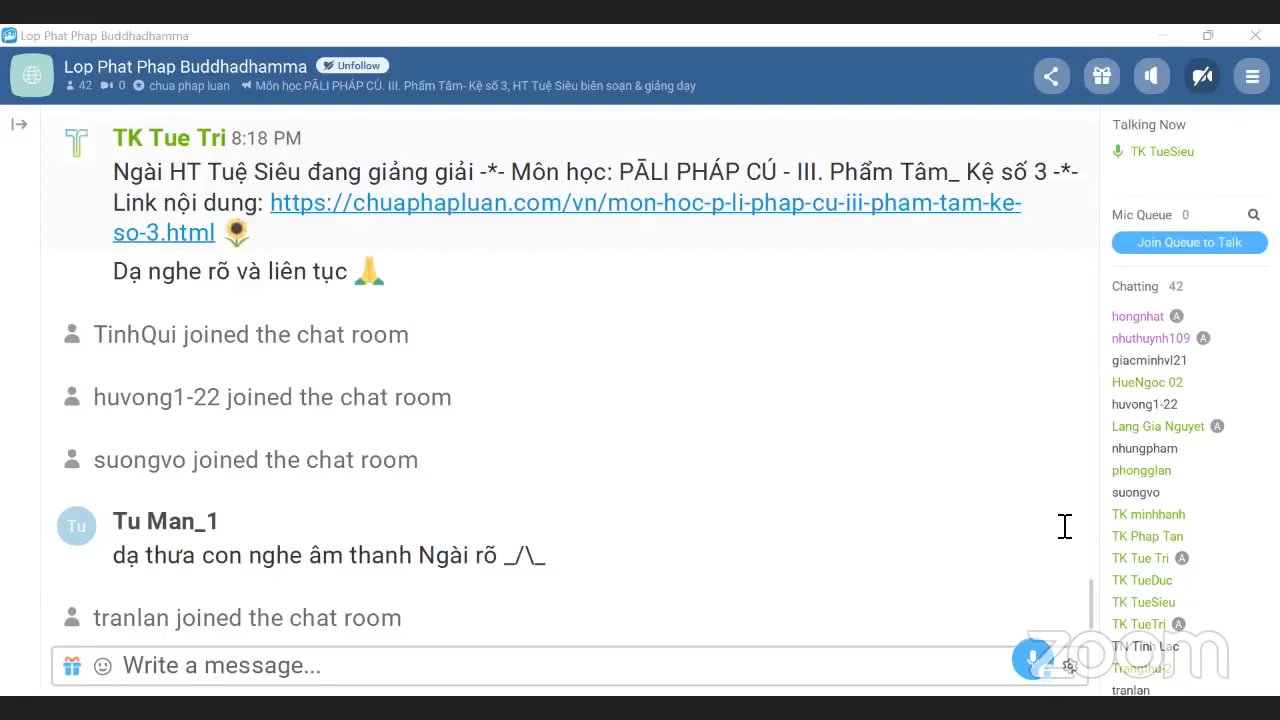 Lop Phat Phap Buddhadhamma
Lop Phat Phap Buddhadhamma Unfollow
42 0 chua phap luan Môn học PĀLI PHÁP CÚ. III. Phẩm Tâm- Kệ số 3, HT Tuệ Siêu biên soạn & giảng dạy
TK Tue Tri 8:18 PM
Ngài HT Tuệ Siêu đang giảng giải -*- Môn học: PĀLI PHÁP CÚ - III. Phẩm Tâm_ Kệ số 3 -*-
Link nội dung: https://chuaphapluan.com/vn/mon-hoc-p-li-phap-cu-iii-pham-tam-ke-
so-3.html 🌻
Dạ nghe rõ và liên tục 🙏
TinhQui joined the chat room
huvong1-22 joined the chat room
suongvo joined the chat room
Tu Tu Man_1
dạ thưa con nghe âm thanh Ngài rõ _/\_
tranlan joined the chat room
Write a message...
Talking Now
TK TueSieu
Mic Queue 0
Join Queue to Talk
Chatting 42
hongnhat A
nhuthuynh109 A
giacminhvl21
HueNgoc 02
huvong1-22
Lang Gia Nguyet A
nhungpham
phongglan
suongvo
TK minhhanh
TK Phap Tan
TK Tue Tri A
TK TueDuc
TK TueSieu
TK TueTri A
TN Tinh Lac
Trangthu-2
tranlan
zoom